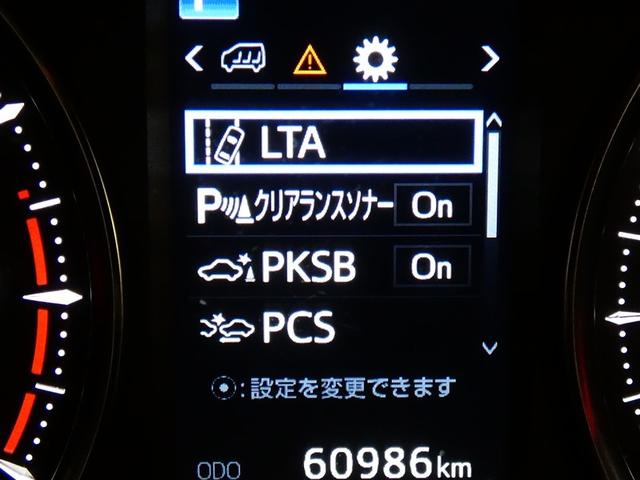 LTA
P クリアランスソナー On
PKSB On
PCS
:設定を変更できます
ODO 60986km